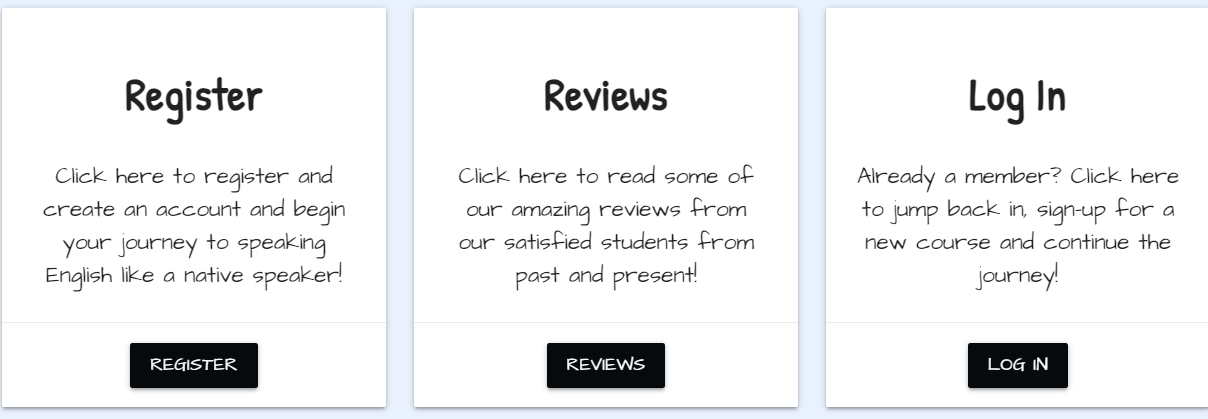 Register
Click here to register and
create an account and begin
your journey to speaking
English like a native speaker!
REGISTER
Reviews
Click here to read some of
our amazing reviews from
our satisfied students from
past and present!
REVIEWS
Log In
Already a member? Click here
to jump back in, sign-up for a
new course and continue the
journey!
LOG IN